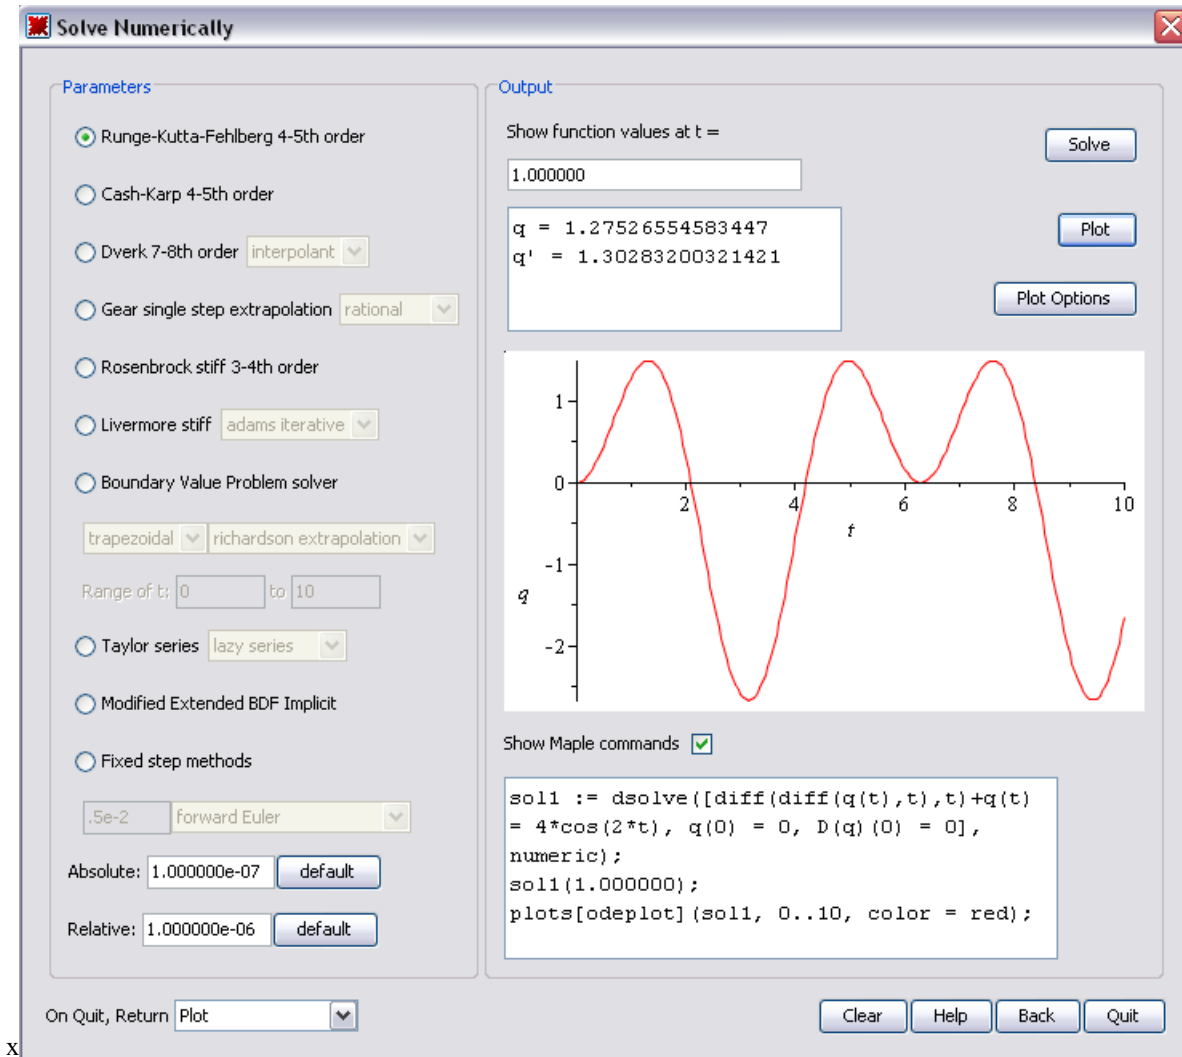 Solve Numerically
Parameters
Runge-Kutta-Fehlberg 4-5th order
Cash-Karp 4-5th order
Dverk 7-8th order interpolant
Gear single step extrapolation rational
Rosenbrock stiff 3-4th order
Livermore stiff adams iterative
Boundary Value Problem solver
trapezoidal richardson extrapolation
Range of t: 0 to 10
Taylor series lazy series
Modified Extended BDF Implicit
Fixed step methods
.5e-2 forward Euler
Absolute: 1.000000e-07 default
Relative: 1.000000e-06 default
Output
Show function values at t =
Solve
1.000000
q = 1.27526554583447
q' = 1.30283200321421
Plot
Plot Options
1
0
2 4 6 8 10
t
-1
q
-2
Show Maple commands
sol1 := dsolve([diff(diff(q(t),t),t)+q(t)
= 4*cos(2*t), q(0) = 0, D(q)(0) = 0],
numeric);
sol1(1.000000);
plots[odeplot](sol1, 0..10, color = red);
On Quit, Return Plot
Clear Help Back Quit
x